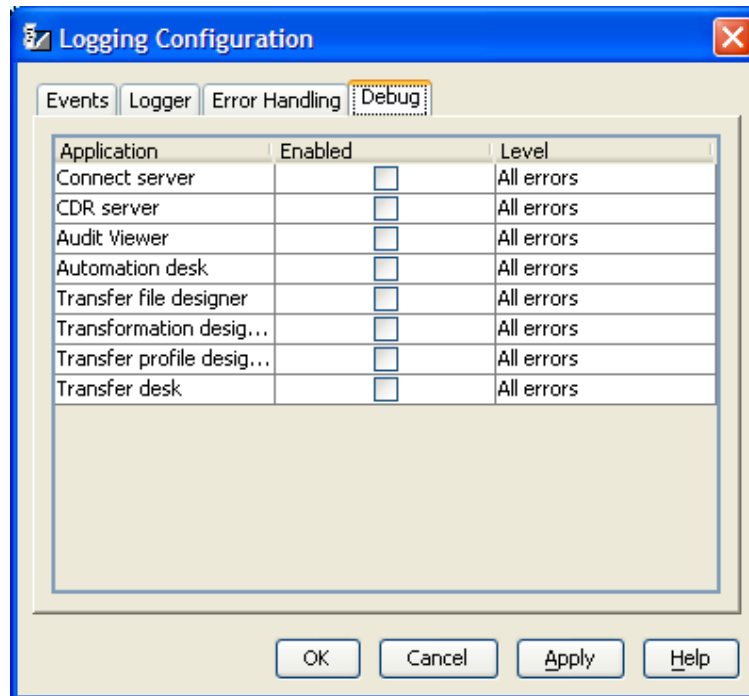 Logging Configuration
Events Logger Error Handling Debug
Application Enabled Level
Connect server All errors
CDR server All errors
Audit Viewer All errors
Automation desk All errors
Transfer file designer All errors
Transformation desig... All errors
Transfer profile desig... All errors
Transfer desk All errors
OK Cancel Apply Help